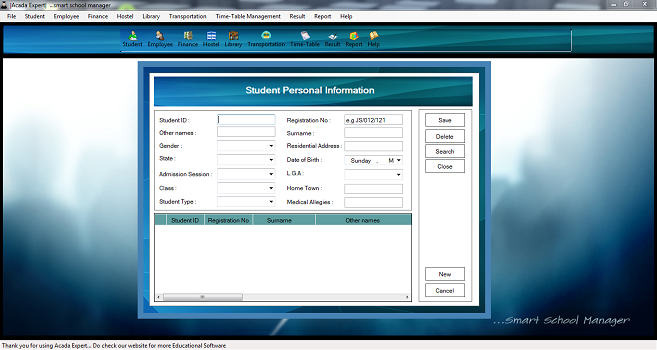 [Acada Expert] ...smart school manager
File Student Employee Finance Hostel Library Transportation Time-Table Management Result Report Help
Student Employee Finance Hostel Library Transportation Time-Table Result Report Help
Student Personal Information
Student ID : Registration No : e.g JS/012/121 Save
Other names : Surname : Delete
Gender : Residential Address : Search
State : Date of Birth : Sunday , M Close
Admission Session : L.G.A :
Class : Home Town :
Student Type : Medical Allegies :
Student ID Registration No Surname Other names
New
Cancel
...Smart School Manager
Thank you for using Acada Expert... Do check our website for more Educational Software